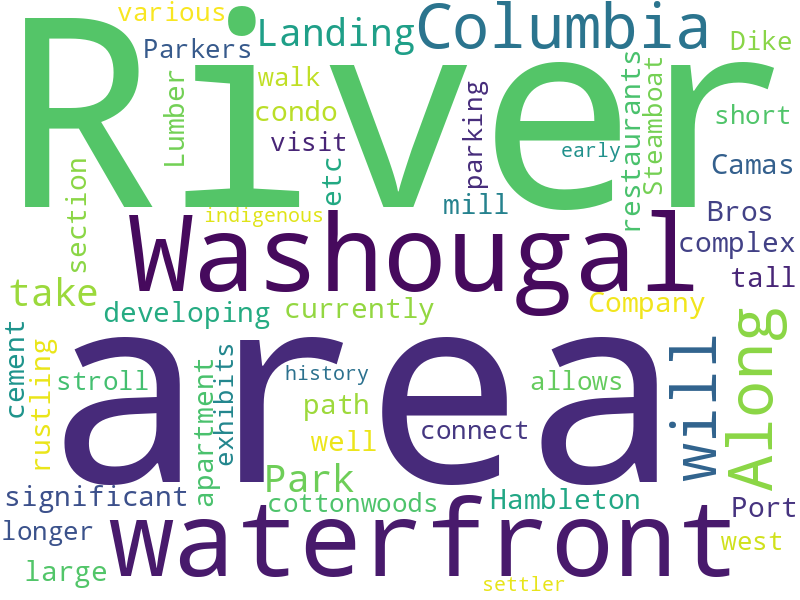 various
River
Landing
Columbia
Parkers
Dike
walk
Lumber
condo
parking
restaurants
Steamboat
short
visit
early
etc
Camas
section
mill
indigenous
Bros
Washougal
complex
tall
take
developing
currently
Company
cement
rustling
area
will
Along
stroll
apartment
exhibits
history
allows
path
well
connect
Park
significant
cottonwoods
Hambleton
Port
longer
waterfront
west
large
settler